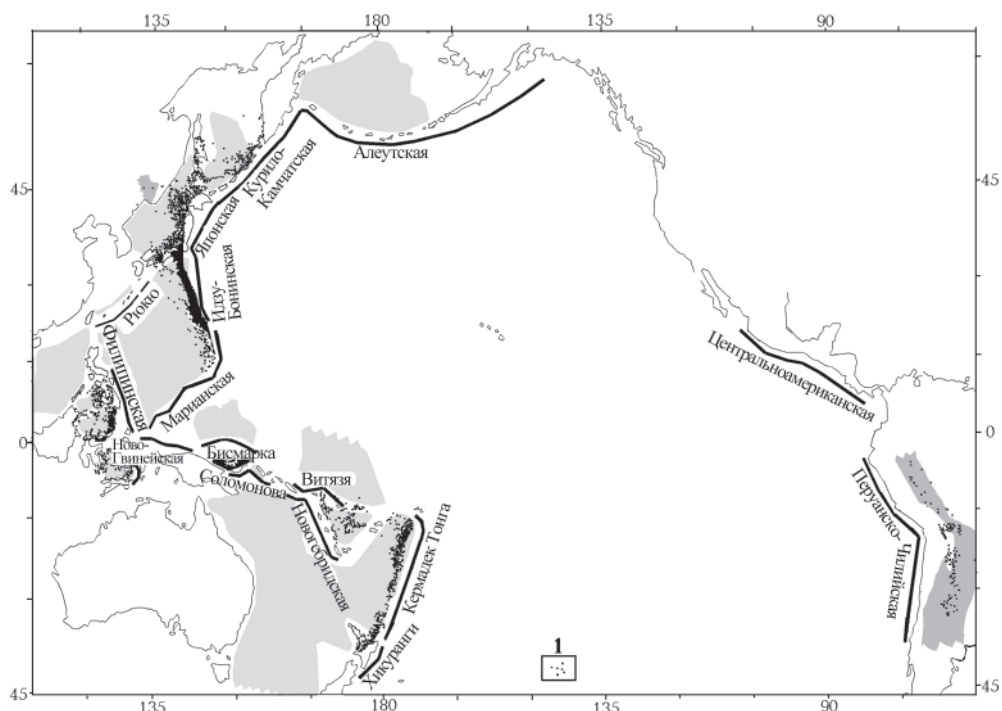 135
180
135
90
Алеутская
Курило-
Камчатская
45
45
Японская
Идзу-
Бонинская
Рюкю
Филипинская
Марианская
Центральноамериканская
0
0
Ново-
Гвинейская
Бисмарка
Соломонова
Витязя
Новогебридская
Кермадек Тонга
Хикуранги
Перуанско-
Чилийская
1
45
45
135
180
135
90